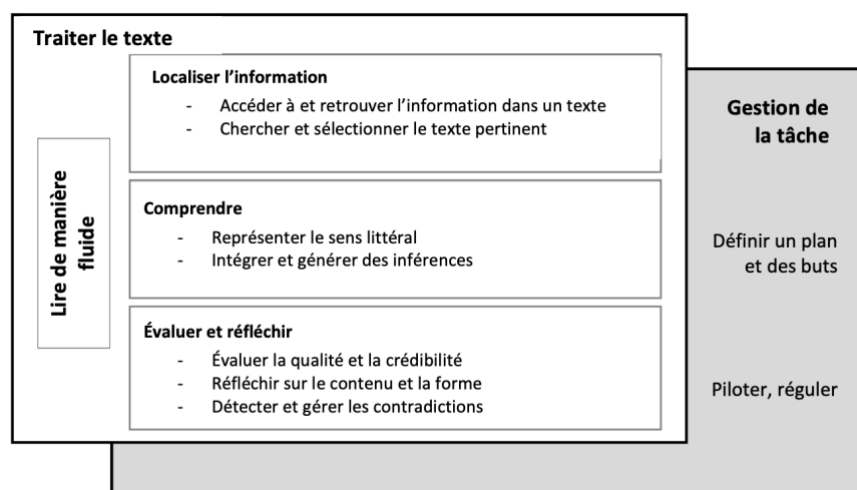 Traiter le texte
Localiser l’information
- Accéder à et retrouver l’information dans un texte
- Chercher et sélectionner le texte pertinent
Lire de manière
fluide
Comprendre
- Représenter le sens littéral
- Intégrer et générer des inférences
Évaluer et réfléchir
- Évaluer la qualité et la crédibilité
- Réfléchir sur le contenu et la forme
- Détecter et gérer les contradictions
Gestion de
la tâche
Définir un plan
et des buts
Piloter, réguler